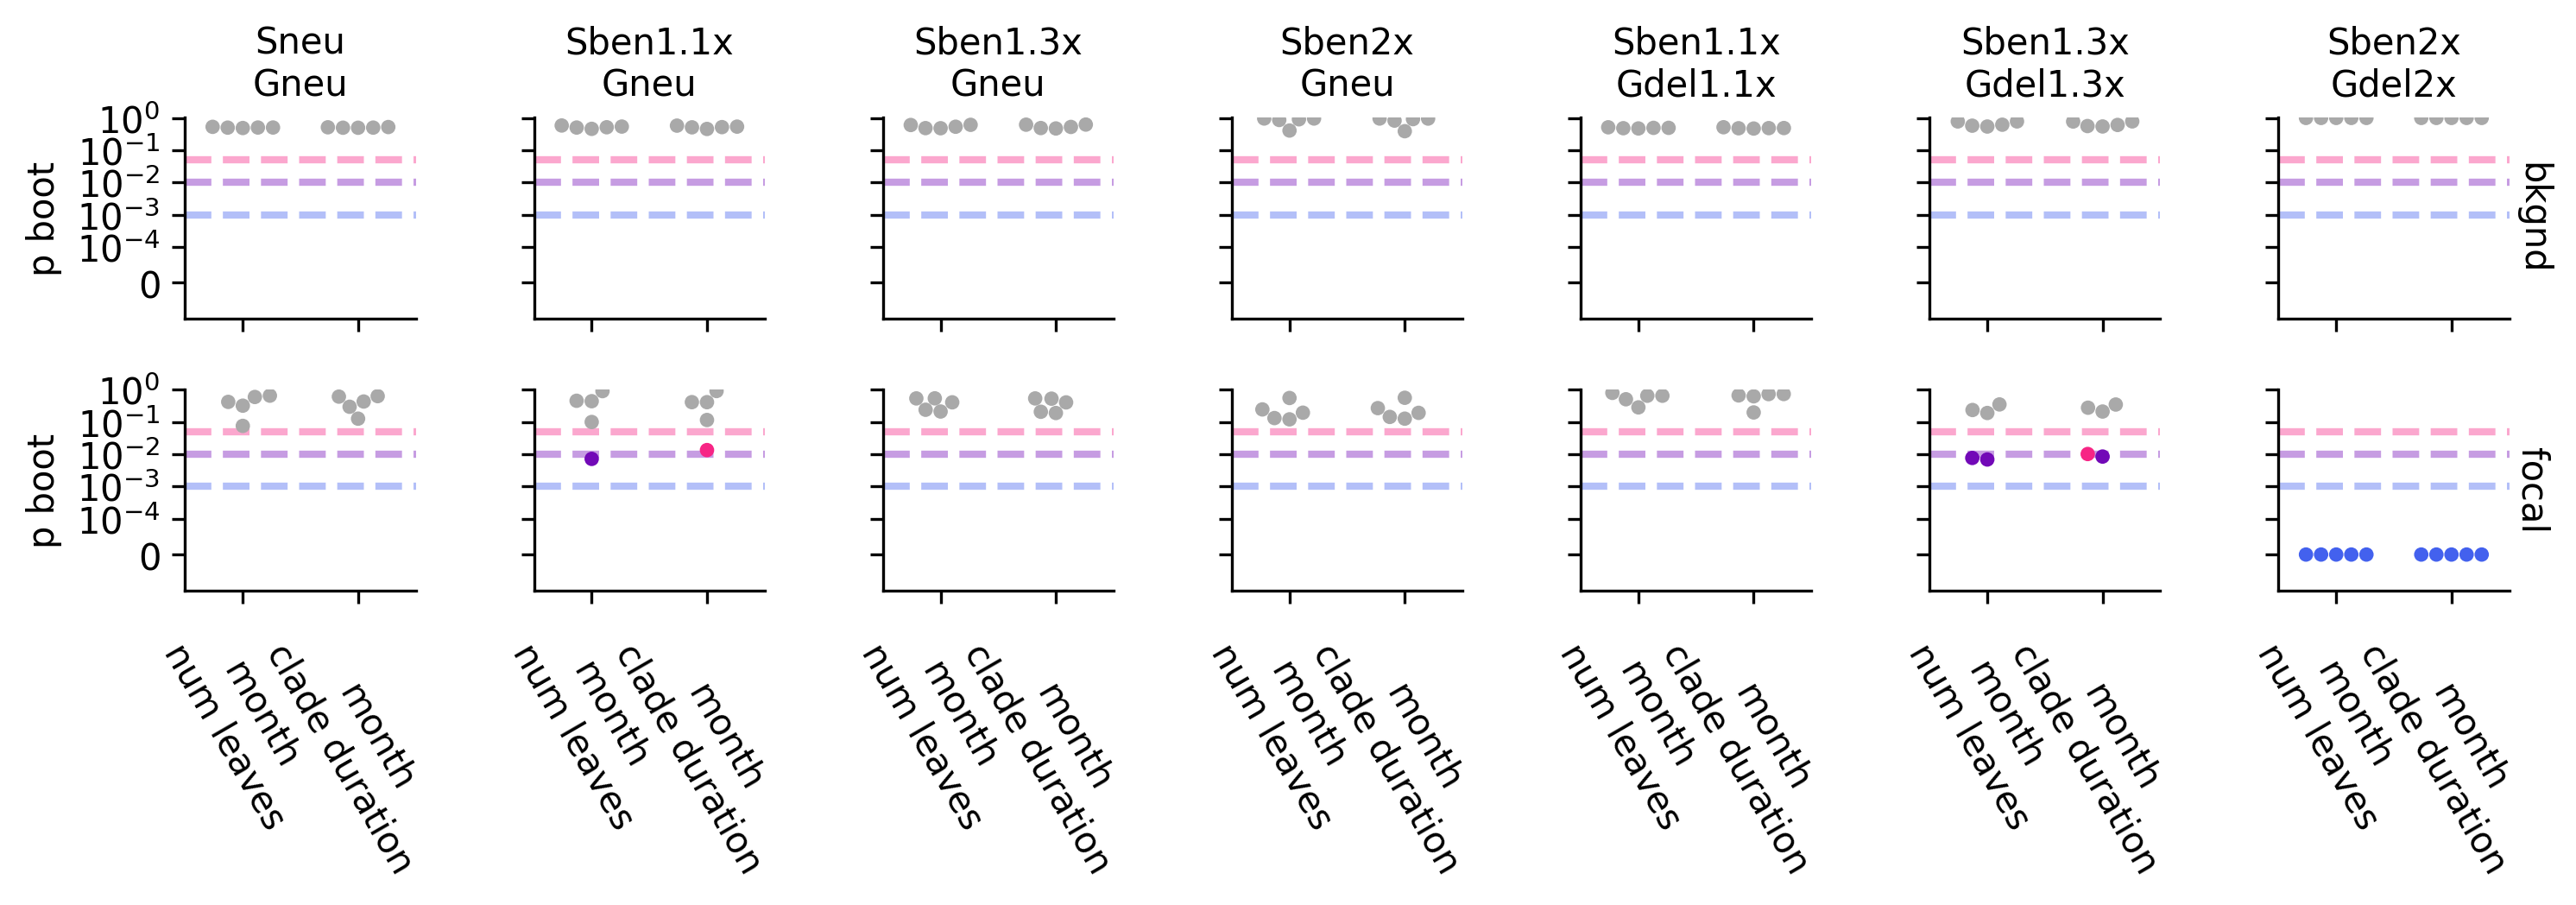 Sneu
Gneu
Sben1.1x
Gneu
Sben1.3x
Gneu
Sben2x
Gneu
Sben1.1x
Gdel1.1x
Sben1.3x
Gdel1.3x
Sben2x
Gdel2x
p boot
10⁰
10⁻¹
10⁻²
10⁻³
10⁻⁴
0
bkgnd
p boot
10⁰
10⁻¹
10⁻²
10⁻³
10⁻⁴
0
focal
num leaves
month
clade duration
month
num leaves
month
clade duration
month
num leaves
month
clade duration
month
num leaves
month
clade duration
month
num leaves
month
clade duration
month
num leaves
month
clade duration
month
num leaves
month
clade duration
month